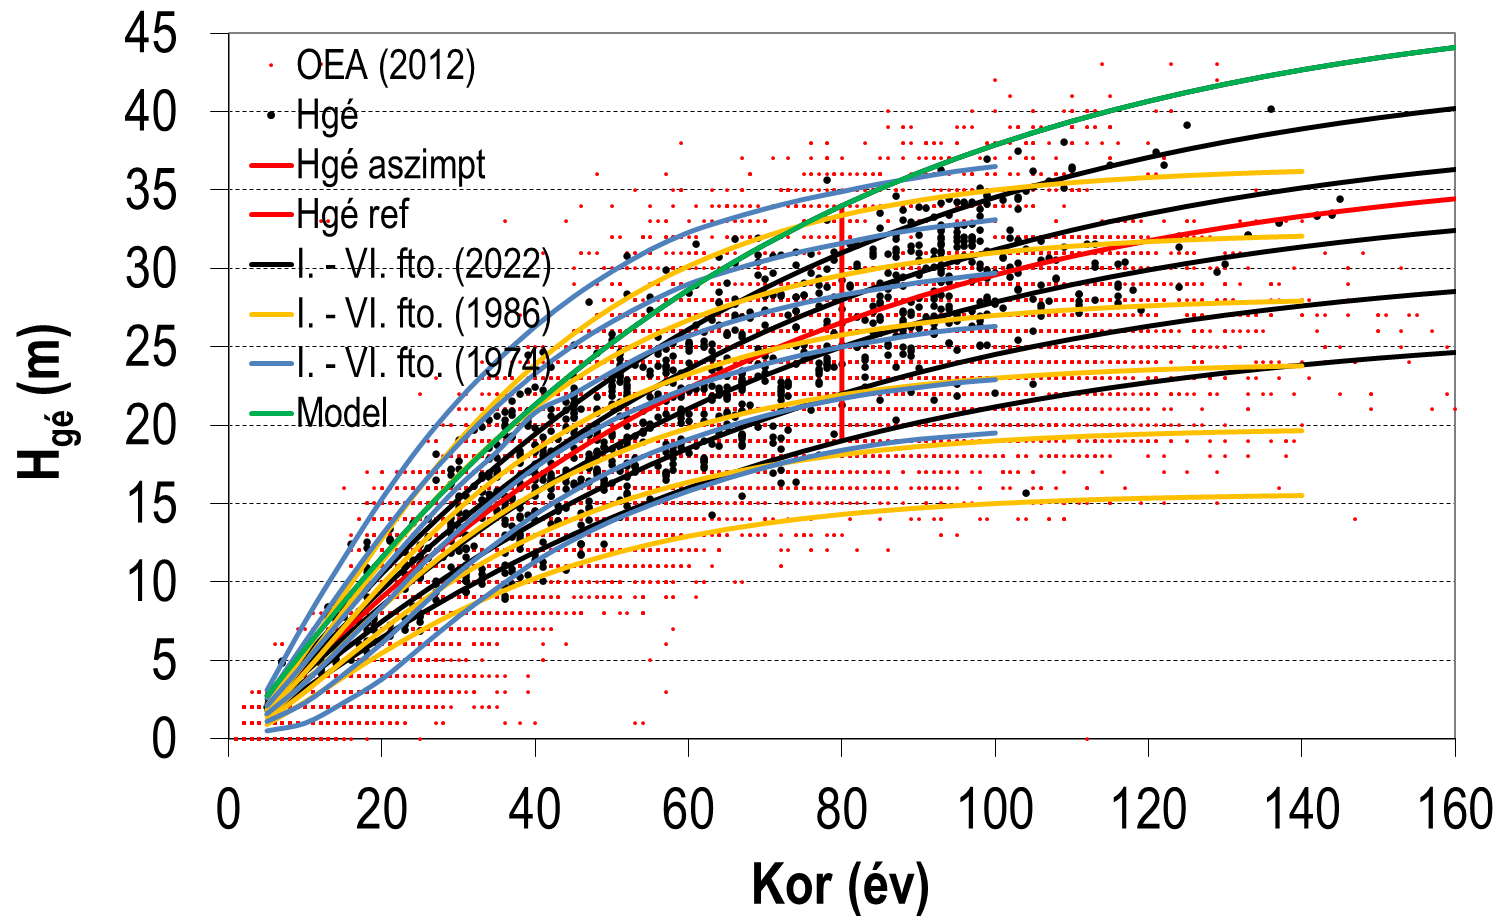 45
40
35
30
25
20
15
10
5
0
OEA (2012)
Hgé
Hgé aszimpt
Hgé ref
I. - VI. fto. (2022)
I. - VI. fto. (1986)
I. - VI. fto. (1974)
Model
Hgé (m)
0 20 40 60 80 100 120 140 160
Kor (év)